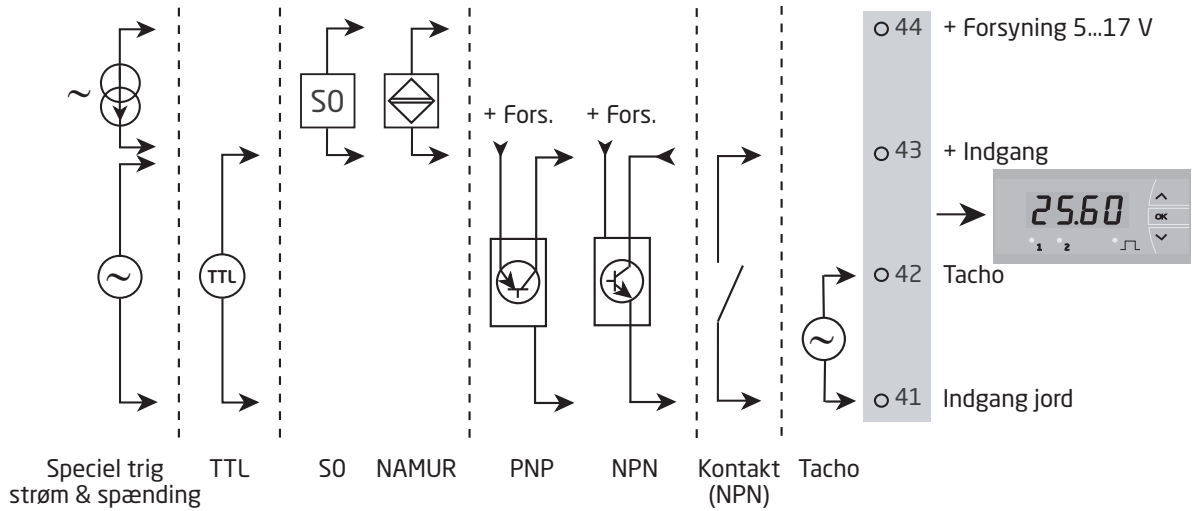 44 + Forsyning 5...17 V
~
S0
+ Fors. + Fors.
43 + Indgang
25.60
OK
1 2
~
TTL
42 Tacho
~
41 Indgang jord
Speciel trig
strøm & spænding
TTL
S0
NAMUR
PNP
NPN
Kontakt
(NPN)
Tacho